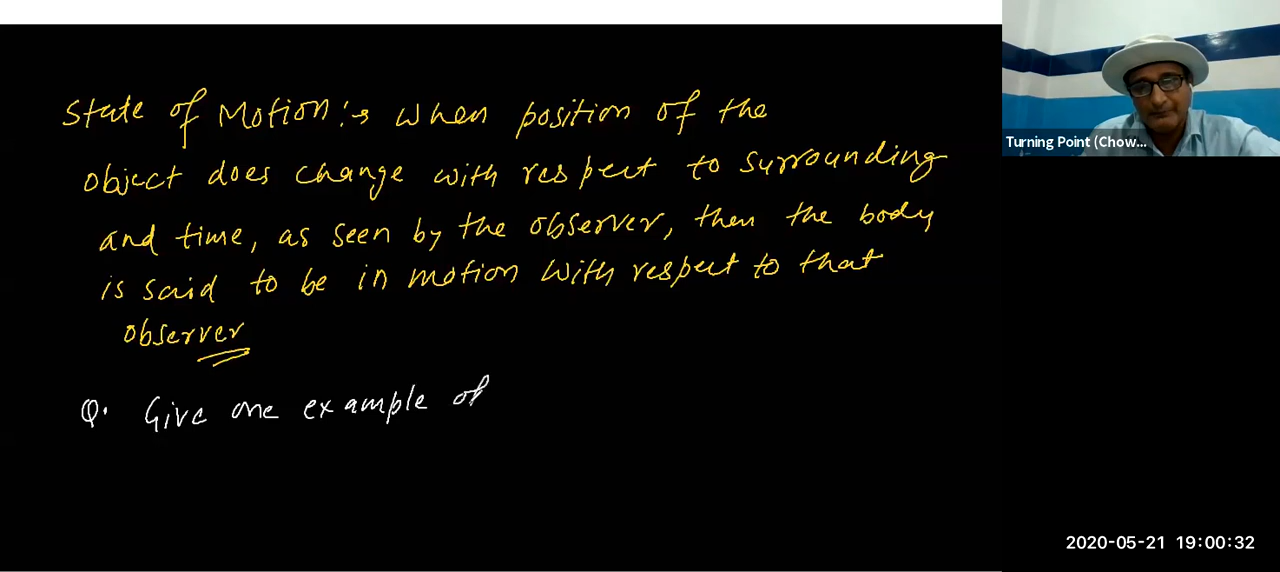 State of Motion :→ When position of the
object does change with respect to surrounding
and time, as seen by the observer, then the body
is said to be in motion with respect to that
observer
Q. Give one example of
Turning Point (Chow...
2020-05-21 19:00:32